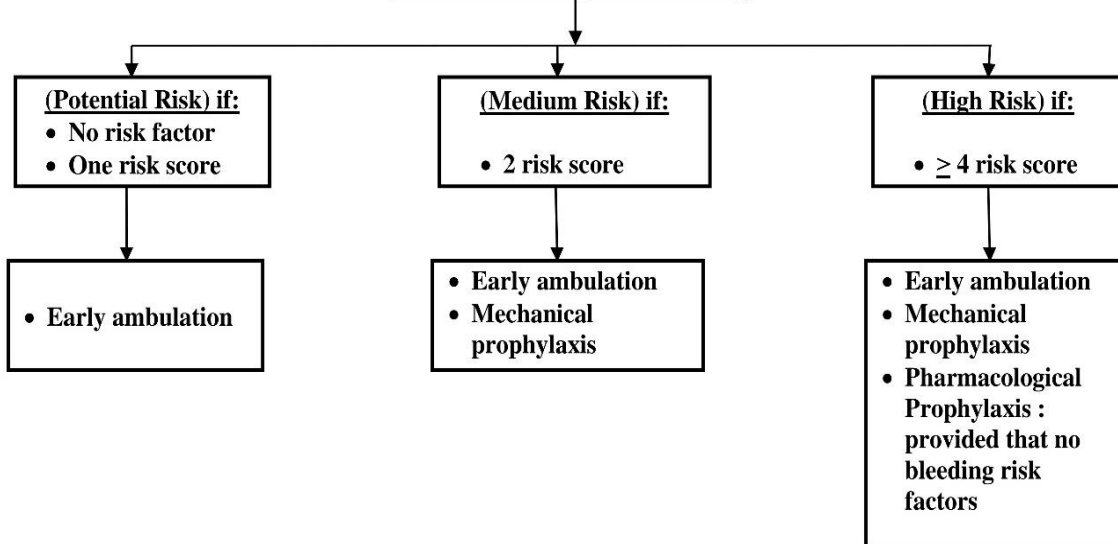 (Potential Risk) if:
• No risk factor
• One risk score
(Medium Risk) if:
• 2 risk score
(High Risk) if:
• ≥ 4 risk score
• Early ambulation
• Early ambulation
• Mechanical
prophylaxis
• Early ambulation
• Mechanical
prophylaxis
• Pharmacological
Prophylaxis :
provided that no
bleeding risk
factors